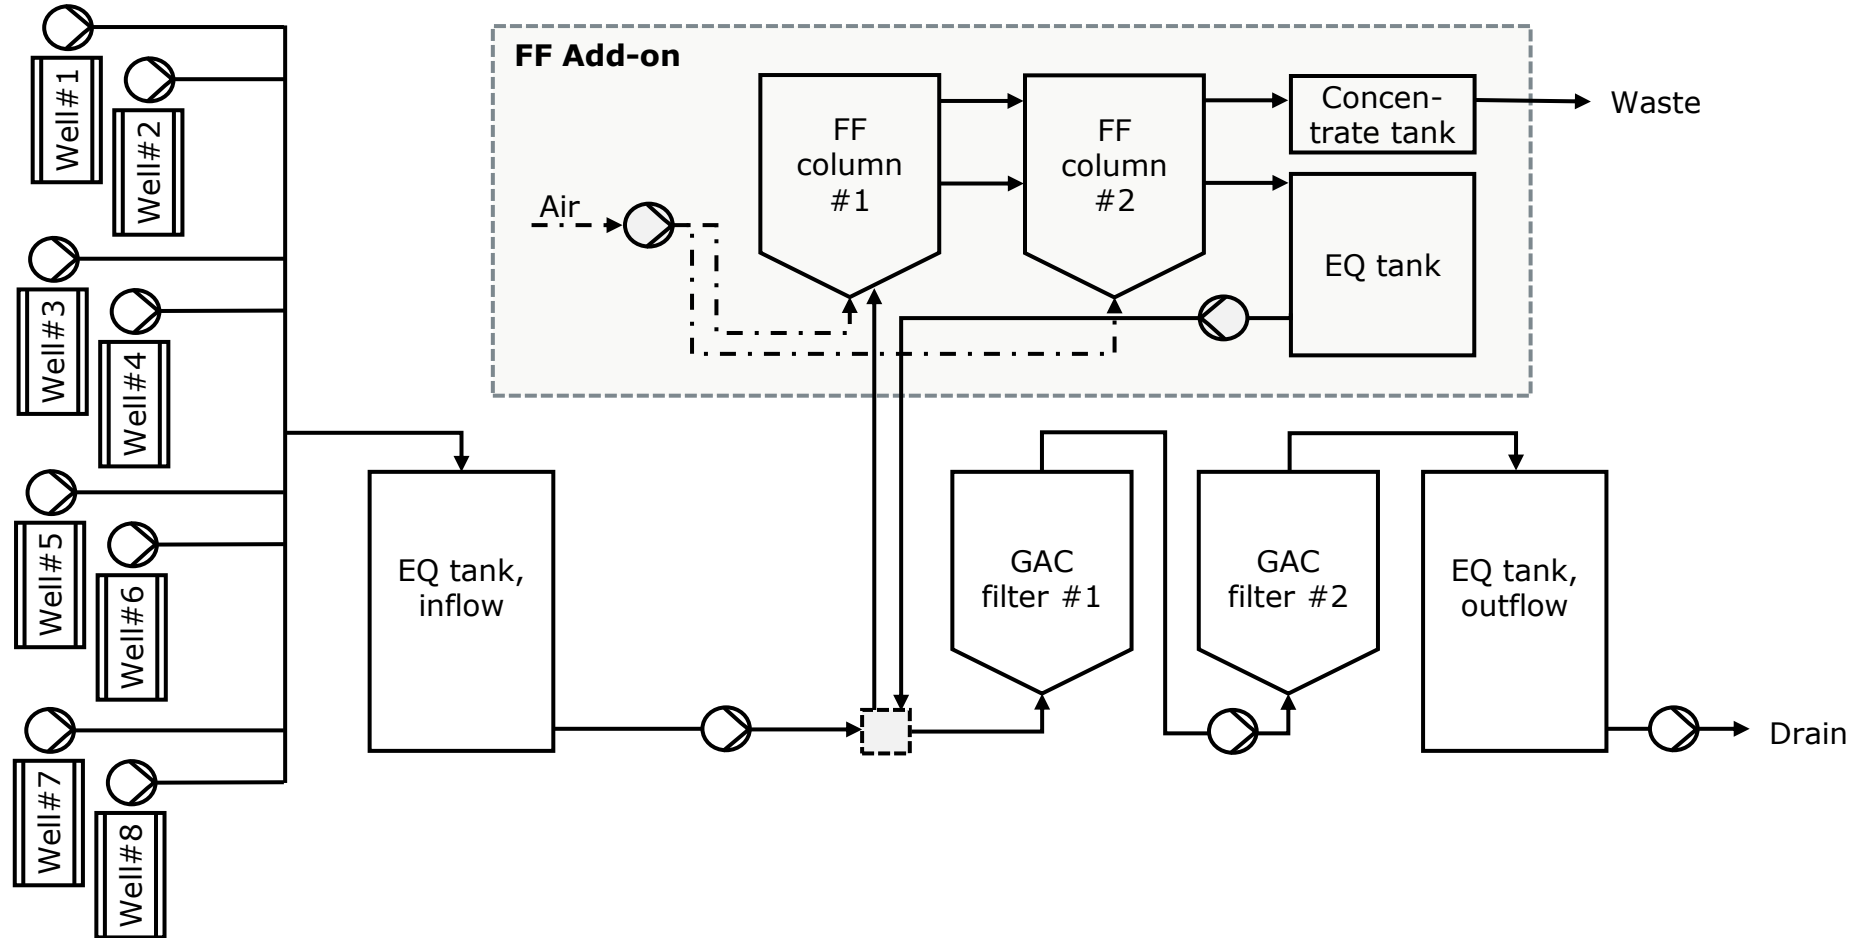 Well#1
Well#2
Well#3
Well#4
Well#5
Well#6
Well#7
Well#8
FF Add-on
Air
FF
column
#1
FF
column
#2
Concen-
trate tank
Waste
EQ tank
EQ tank,
inflow
GAC
filter #1
GAC
filter #2
EQ tank,
outflow
Drain